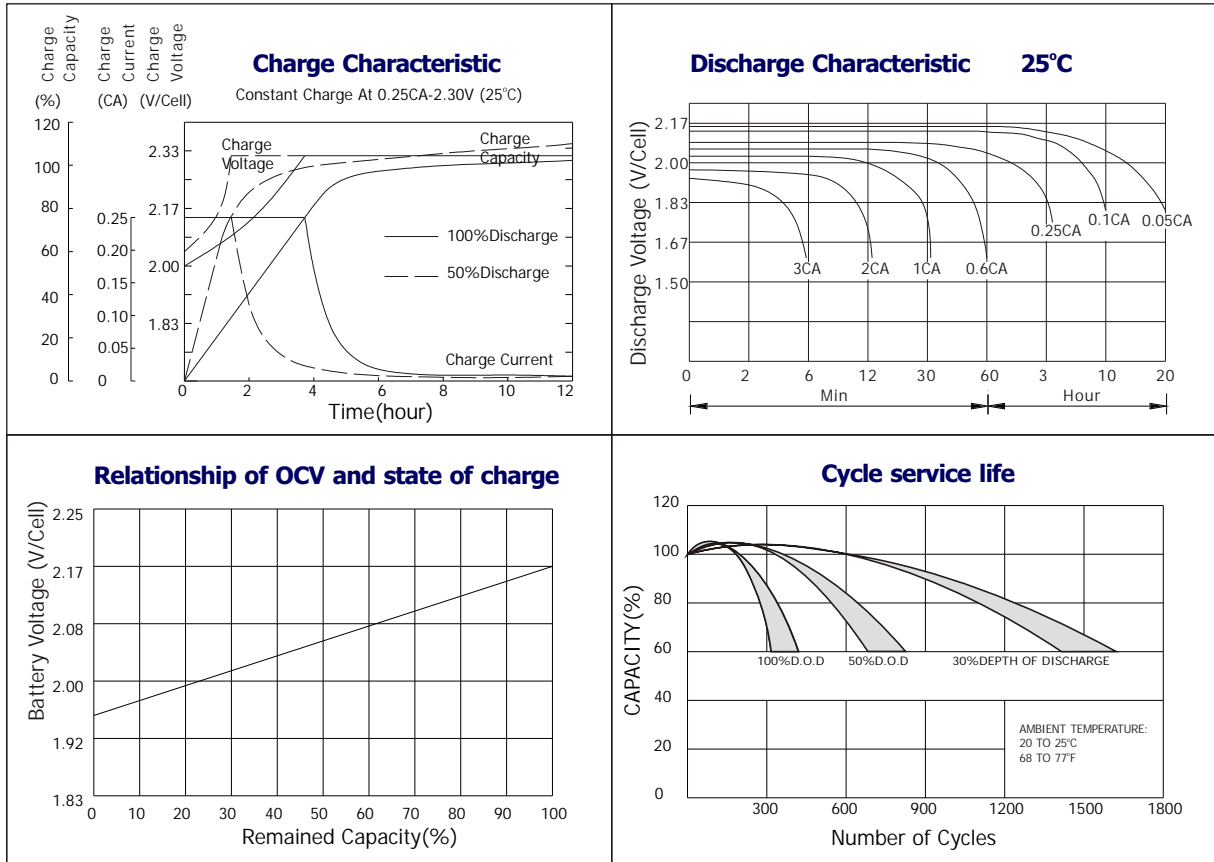 Charge Characteristic
Constant Charge At 0.25CA-2.30V (25°C)
Charge Capacity
Charge Current
Charge Voltage
(%) (CA) (V/Cell)
120
100
80
60
40
20
0
0.25
0.20
0.15
0.10
0.05
0
2.33
2.17
2.00
1.83
Charge Voltage
Charge Capacity
100%Discharge
50%Discharge
Charge Current
0 2 4 6 8 10 12
Time(hour)
Discharge Characteristic 25°C
Discharge Voltage (V/Cell)
2.17
2.00
1.83
1.67
1.50
3CA 2CA 1CA 0.6CA 0.25CA 0.1CA 0.05CA
0 2 6 12 30 60 3 10 20
Min Hour
Relationship of OCV and state of charge
Battery Voltage (V/Cell)
2.25
2.17
2.08
2.00
1.92
1.83
0 10 20 30 40 50 60 70 80 90 100
Remained Capacity(%)
Cycle service life
CAPACITY(%)
120
100
80
60
40
20
0
100%D.O.D 50%D.O.D 30%DEPTH OF DISCHARGE
AMBIENT TEMPERATURE:
20 TO 25°C
68 TO 77°F
300 600 900 1200 1500 1800
Number of Cycles